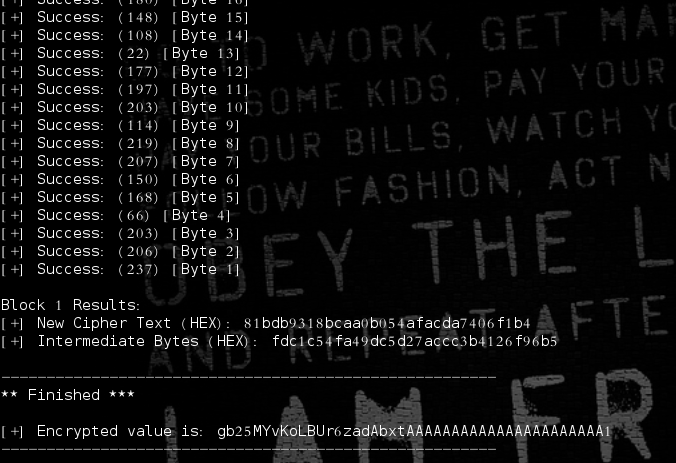 [+] Success: (180) [Byte 16]
[+] Success: (148) [Byte 15]
[+] Success: (108) [Byte 14]
[+] Success: (22) [Byte 13]
[+] Success: (177) [Byte 12]
[+] Success: (197) [Byte 11]
[+] Success: (203) [Byte 10]
[+] Success: (114) [Byte 9]
[+] Success: (219) [Byte 8]
[+] Success: (207) [Byte 7]
[+] Success: (150) [Byte 6]
[+] Success: (168) [Byte 5]
[+] Success: (66) [Byte 4]
[+] Success: (203) [Byte 3]
[+] Success: (206) [Byte 2]
[+] Success: (237) [Byte 1]
Block 1 Results:
[+] New Cipher Text (HEX): 81bdb9318bcaa0b054afacda7406f1b4
[+] Intermediate Bytes (HEX): fdc1c54fa49dc5d27accc3b4126f96b5
-------------------------------------------------------
** Finished ***
[+] Encrypted value is: gb25MYvKoLBUr6zadAbxtAAAAAAAAAAAAAAAAAAAAAA1
-------------------------------------------------------
WORK, GET MAR
SOME KIDS, PAY YOUR
OUR BILLS, WATCH YO
OW FASHION, ACT N
OBEY THE L
AND REPEAT AFTE
I AM FR